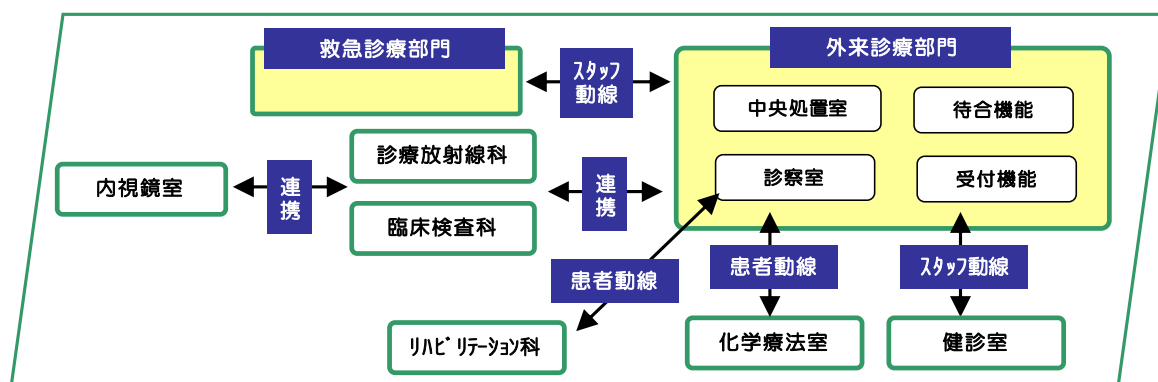 救急診療部門
外来診療部門
スタッフ
動線
中央処置室
待合機能
診療放射線科
内視鏡室
連
携
連
携
診察室
受付機能
臨床検査科
患者動線
患者動線
スタッフ動線
リハビリテーション科
化学療法室
健診室